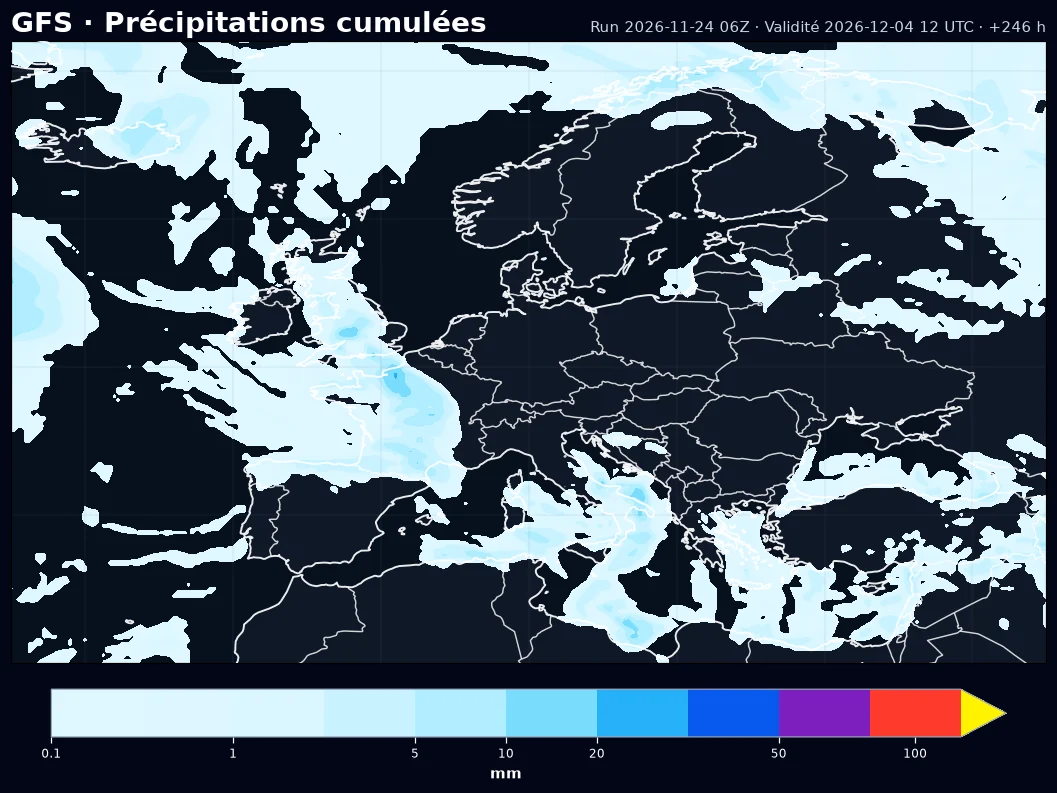 GFS · Précipitations cumulées
Run 2026-11-24 06Z · Validité 2026-12-04 12 UTC · +246 h
0.1 1 5 10 20 50 100
mm